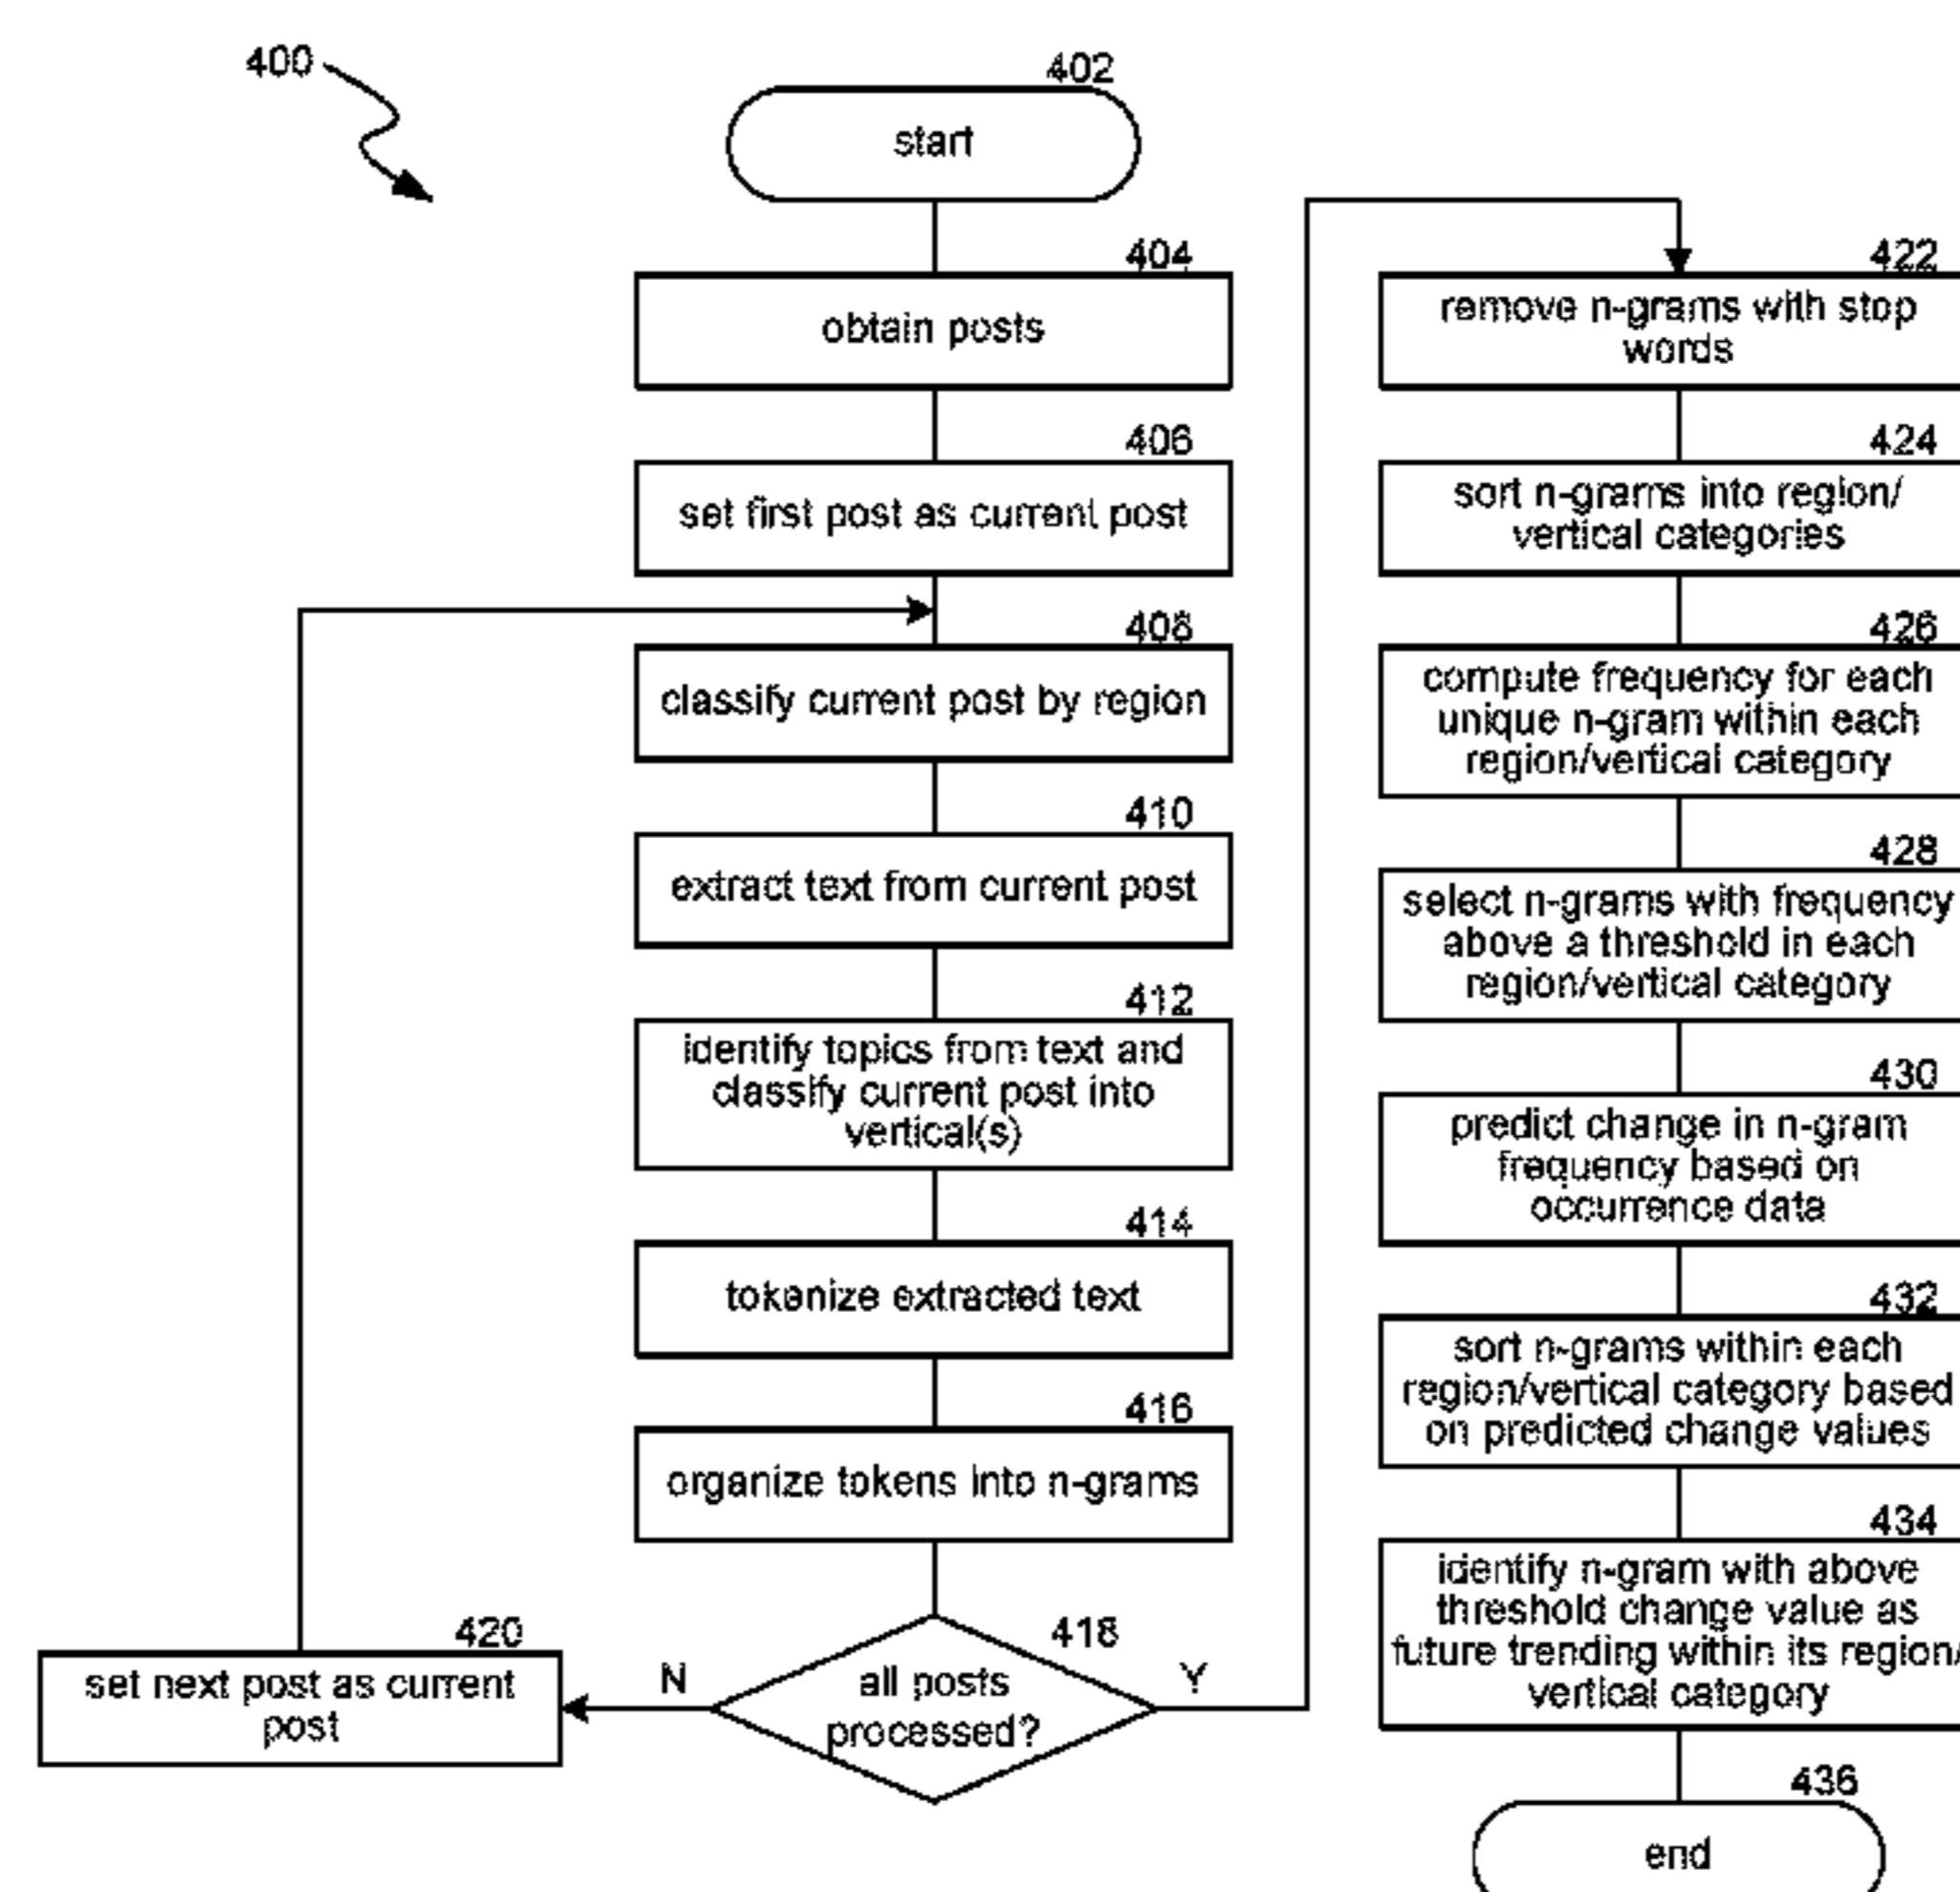 400
402
start
404
obtain posts
406
set first post as current post
408
classify current post by region
410
extract text from current post
412
identify topics from text and
classify current post into
vertical(s)
414
tokenize extracted text
416
organize tokens into n-grams
418
all posts
processed?
N
Y
420
set next post as current
post
422
remove n-grams with stop
words
424
sort n-grams into region/
vertical categories
426
compute frequency for each
unique n-gram within each
region/vertical category
428
select n-grams with frequency
above a threshold in each
region/vertical category
430
predict change in n-gram
frequency based on
occurrence data
432
sort n-grams within each
region/vertical category based
on predicted change values
434
identify n-gram with above
threshold change value as
future trending within its region/
vertical category
436
end